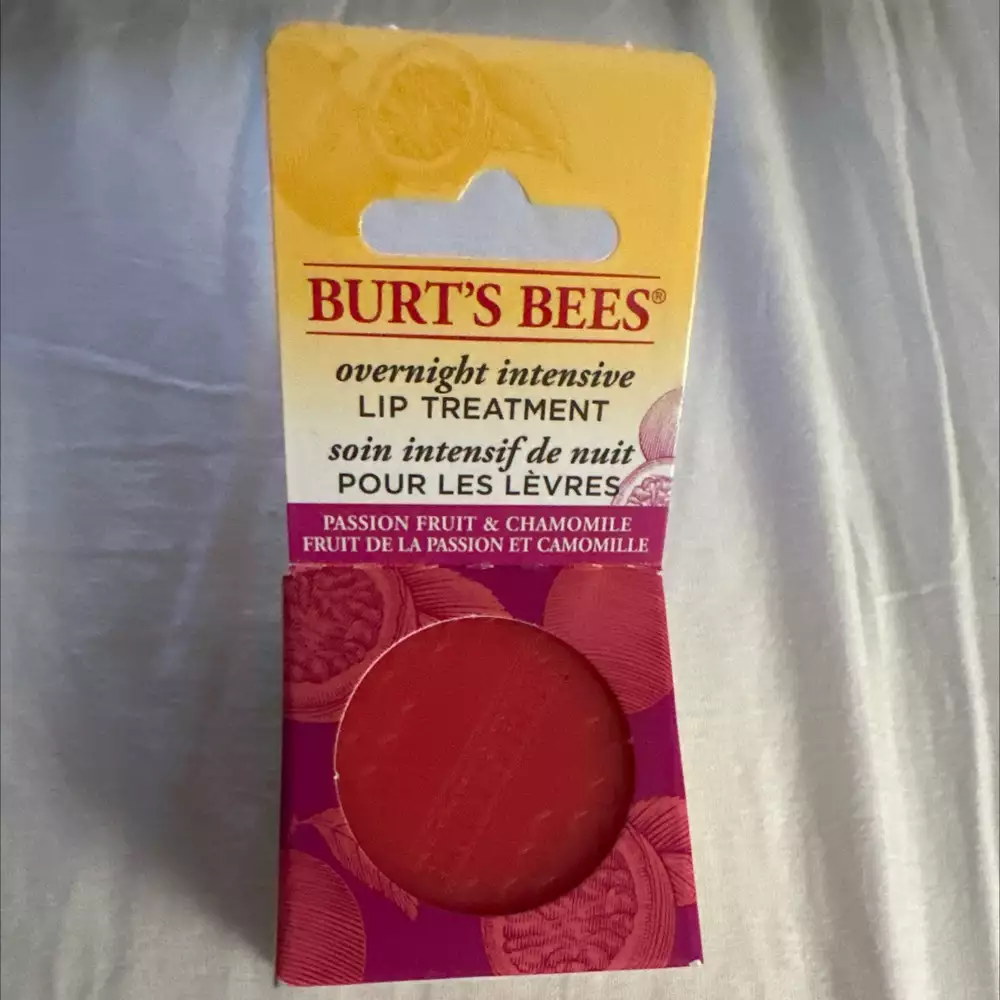 BURT'S BEES®
overnight intensive
LIP TREATMENT
soin intensif de nuit
POUR LES LÈVRES
PASSION FRUIT & CHAMOMILE
FRUIT DE LA PASSION ET CAMOMILLE